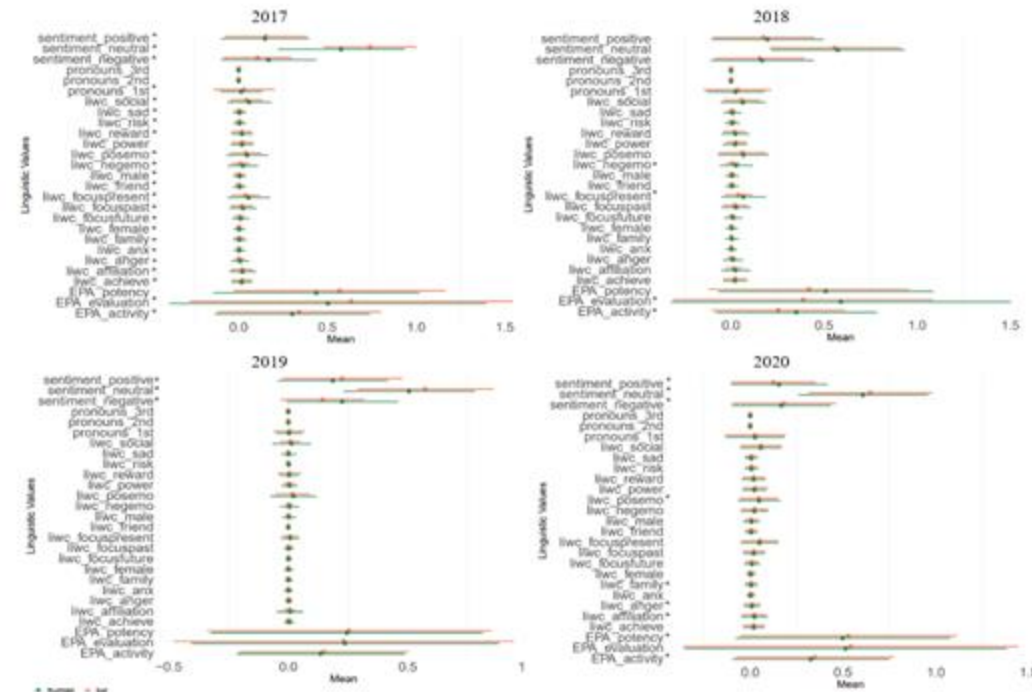 2017
sentiment_positive*
sentiment_neutral*
sentiment_negative*
pronouns_3rd
pronouns_2nd
pronouns_1st*
liwc_social*
liwc_sad*
liwc_risk*
liwc_reward*
liwc_power*
liwc_posemo*
liwc_negemo*
liwc_male*
liwc_friend*
liwc_focuspresent*
liwc_focuspast*
liwc_focusfuture*
liwc_female*
liwc_family*
liwc_anx*
liwc_anger*
liwc_affiliation*
liwc_achieve*
EPA_potency*
EPA_evaluation*
EPA_activity*
Linguistic Values
0.0 0.5 1.0 1.5
Mean
2018
sentiment_positive
sentiment_neutral
sentiment_negative
pronouns_3rd
pronouns_2nd
pronouns_1st
liwc_social
liwc_sad
liwc_risk
liwc_reward
liwc_power
liwc_posemo
liwc_negemo*
liwc_male
liwc_friend
liwc_focuspresent*
liwc_focuspast
liwc_focusfuture
liwc_female
liwc_family
liwc_anx
liwc_anger
liwc_affiliation
liwc_achieve
EPA_potency
EPA_evaluation*
EPA_activity*
Linguistic Values
0.0 0.5 1.0 1.5
Mean
2019
sentiment_positive*
sentiment_neutral*
sentiment_negative*
pronouns_3rd
pronouns_2nd
pronouns_1st
liwc_social
liwc_sad
liwc_risk
liwc_reward
liwc_power
liwc_posemo
liwc_negemo
liwc_male
liwc_friend
liwc_focuspresent
liwc_focuspast
liwc_focusfuture
liwc_female
liwc_family
liwc_anx
liwc_anger
liwc_affiliation
liwc_achieve
EPA_potency
EPA_evaluation
EPA_activity
Linguistic Values
-0.5 0.0 0.5 1
Mean
human bot
2020
sentiment_positive*
sentiment_neutral*
sentiment_negative*
pronouns_3rd
pronouns_2nd
pronouns_1st
liwc_social
liwc_sad
liwc_risk
liwc_reward
liwc_power
liwc_posemo*
liwc_negemo
liwc_male
liwc_friend
liwc_focuspresent
liwc_focuspast
liwc_focusfuture
liwc_female
liwc_family*
liwc_anx
liwc_anger*
liwc_affiliation*
liwc_achieve
EPA_potency*
EPA_evaluation
EPA_activity*
Linguistic Values
0.0 0.5 1.0
Mean